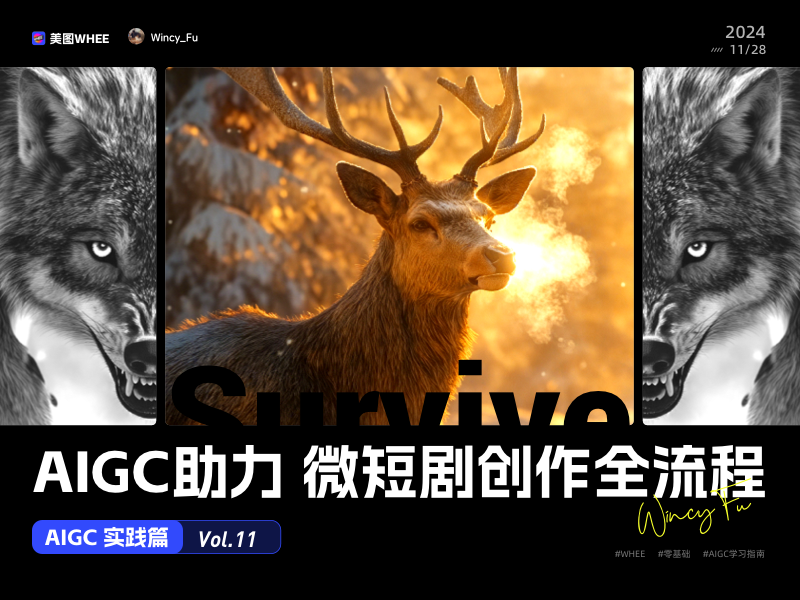 美图WHEE
Wincy_Fu
2024
11/28
Survive
AIGC助力 微短剧创作全流程
Wincy Fu
AIGC 实践篇
Vol.11
#WHEE #零基础 #AIGC学习指南